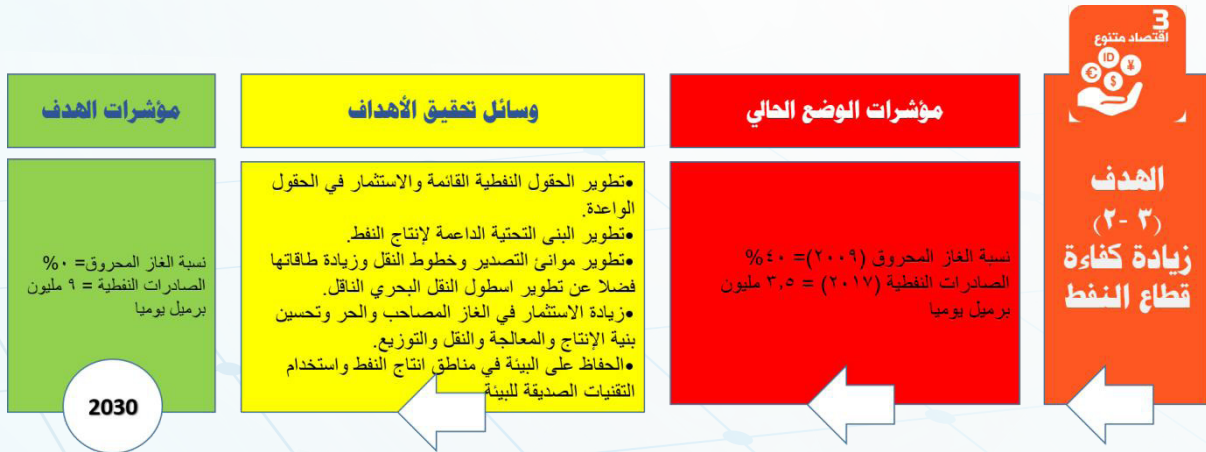 3
اقتصاد متنوع
ID
¥
€
$
الهدف
(٣ -٢)
زيادة كفاءة
قطاع النفط
مؤشرات الوضع الحالي
نسبة الغاز المحروق (٢٠٠٩)= ٤٠%
الصادرات النفطية (٢٠١٧) = ٣,٥ مليون
برميل يوميا
وسائل تحقيق الأهداف
•تطوير الحقول النفطية القائمة والاستثمار في الحقول
الواعدة.
•تطوير البنى التحتية الداعمة لإنتاج النفط.
•تطوير موانئ التصدير وخطوط النقل وزيادة طاقاتها
فضلا عن تطوير اسطول النقل البحري الناقل.
•زيادة الاستثمار في الغاز المصاحب والحر وتحسين
بنية الإنتاج والمعالجة والنقل والتوزيع.
•الحفاظ على البيئة في مناطق انتاج النفط واستخدام
التقنيات الصديقة للبيئة
مؤشرات الهدف
نسبة الغاز المحروق= ٠%
الصادرات النفطية = ٩ مليون
برميل يوميا
2030